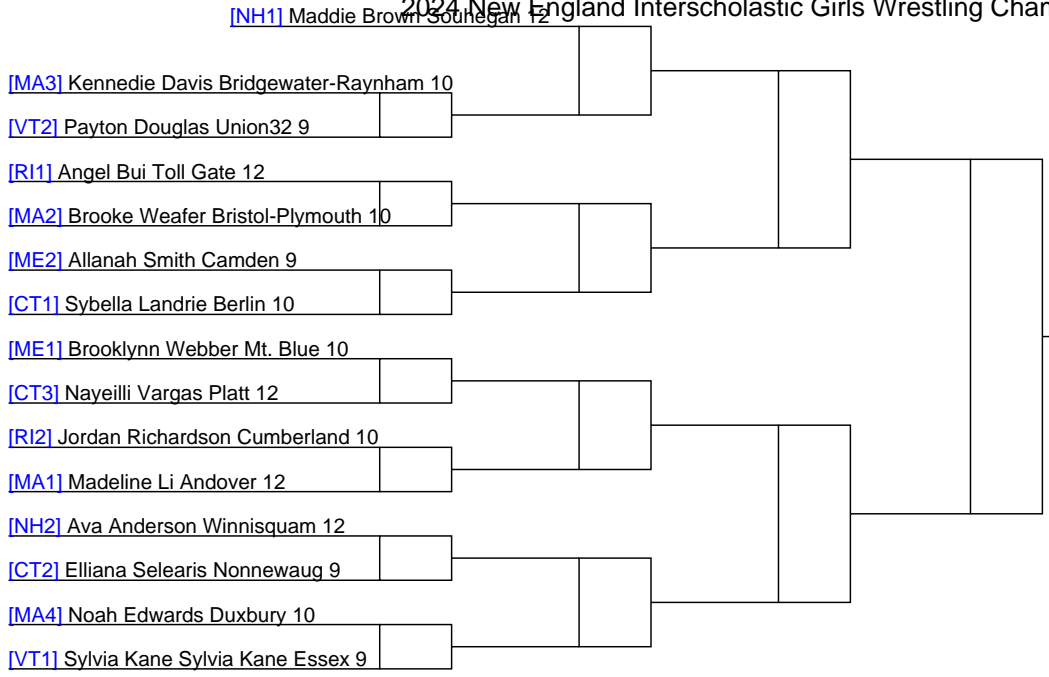 2024 New England Interscholastic Girls Wrestling Cham
[NH1] Maddie Brown Souhegan 12
[MA3] Kennedie Davis Bridgewater-Raynham 10
[VT2] Payton Douglas Union32 9
[RI1] Angel Bui Toll Gate 12
[MA2] Brooke Weafer Bristol-Plymouth 10
[ME2] Allanah Smith Camden 9
[CT1] Sybella Landrie Berlin 10
[ME1] Brooklynn Webber Mt. Blue 10
[CT3] Nayeilli Vargas Platt 12
[RI2] Jordan Richardson Cumberland 10
[MA1] Madeline Li Andover 12
[NH2] Ava Anderson Winnisquam 12
[CT2] Elliana Selearis Nonnewaug 9
[MA4] Noah Edwards Duxbury 10
[VT1] Sylvia Kane Sylvia Kane Essex 9